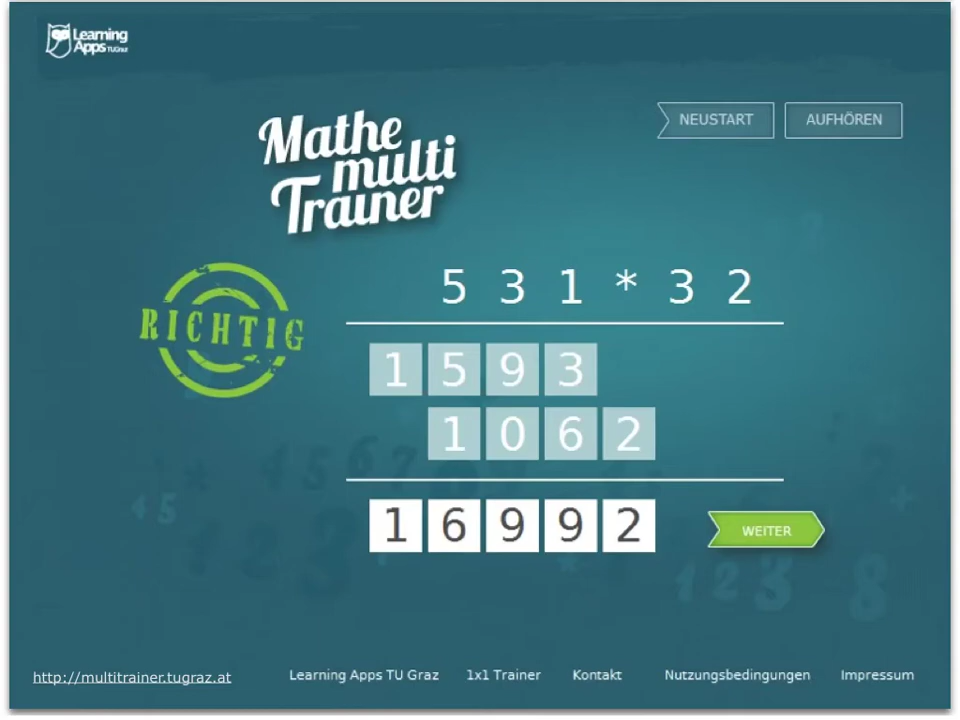 Learning
Apps TUGraz
NEUSTART
AUFHÖREN
Mathe
multi
Trainer
RICHTIG
5 3 1 * 3 2
1 5 9 3
1 0 6 2
1 6 9 9 2
WEITER
http://multitrainer.tugraz.at
Learning Apps TU Graz
1x1 Trainer
Kontakt
Nutzungsbedingungen
Impressum